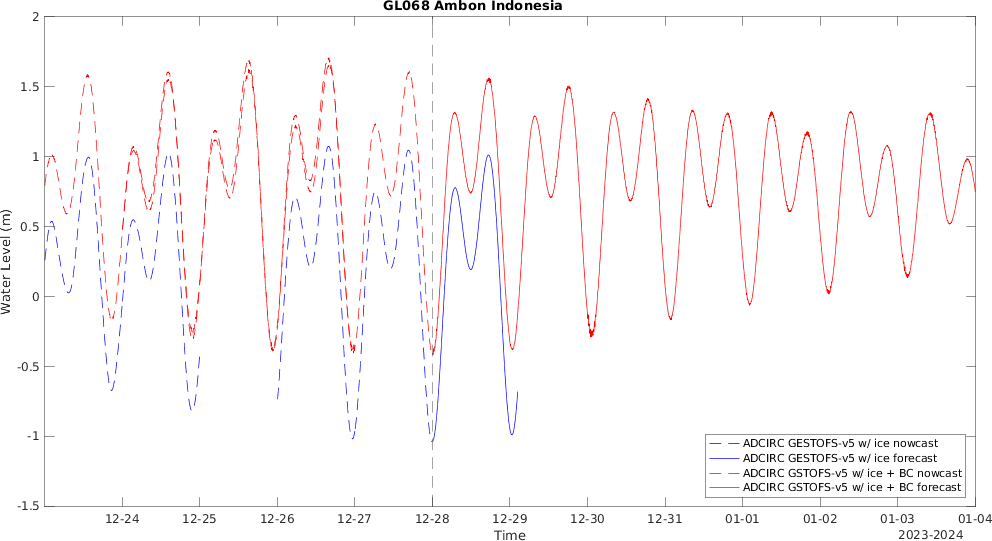 GL068 Ambon Indonesia
2
1.5
1
0.5
0
-0.5
-1
-1.5
Water Level (m)
ADCIRC GESTOFS-v5 w/ ice nowcast
ADCIRC GESTOFS-v5 w/ ice forecast
ADCIRC GSTOFS-v5 w/ ice + BC nowcast
ADCIRC GSTOFS-v5 w/ ice + BC forecast
12-24 12-25 12-26 12-27 12-28 12-29 12-30 12-31 01-01 01-02 01-03 01-04
Time
2023-2024